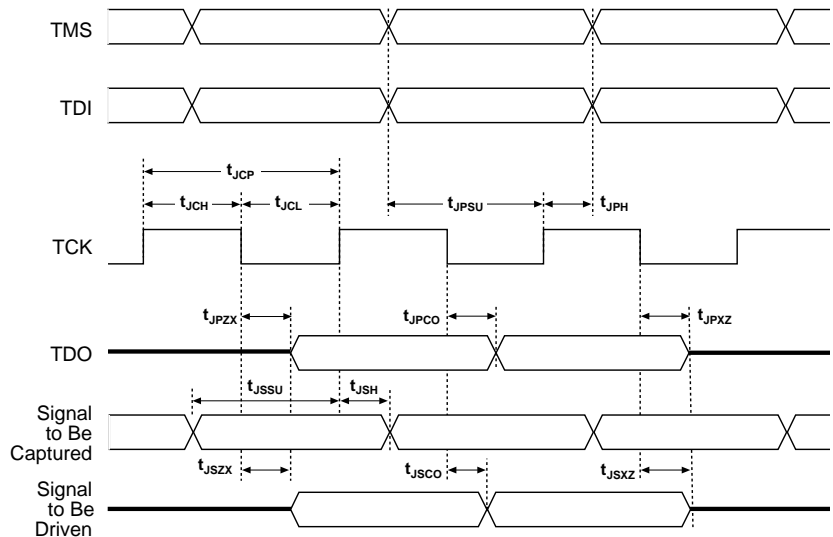 TMS
TDI
tJCP
tJCH
tJCL
tJPSU
tJPH
TCK
tJPZX
tJPCO
tJPXZ
TDO
tJSSU
tJSH
Signal
to Be
Captured
tJSZX
tJSCO
tJSXZ
Signal
to Be
Driven